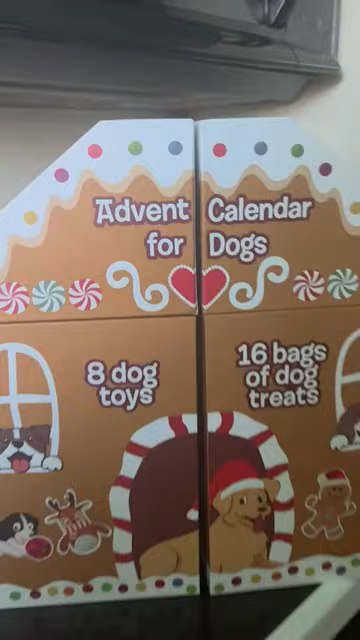 Advent Calendar
for Dogs
8 dog
toys
16 bags
of dog
treats